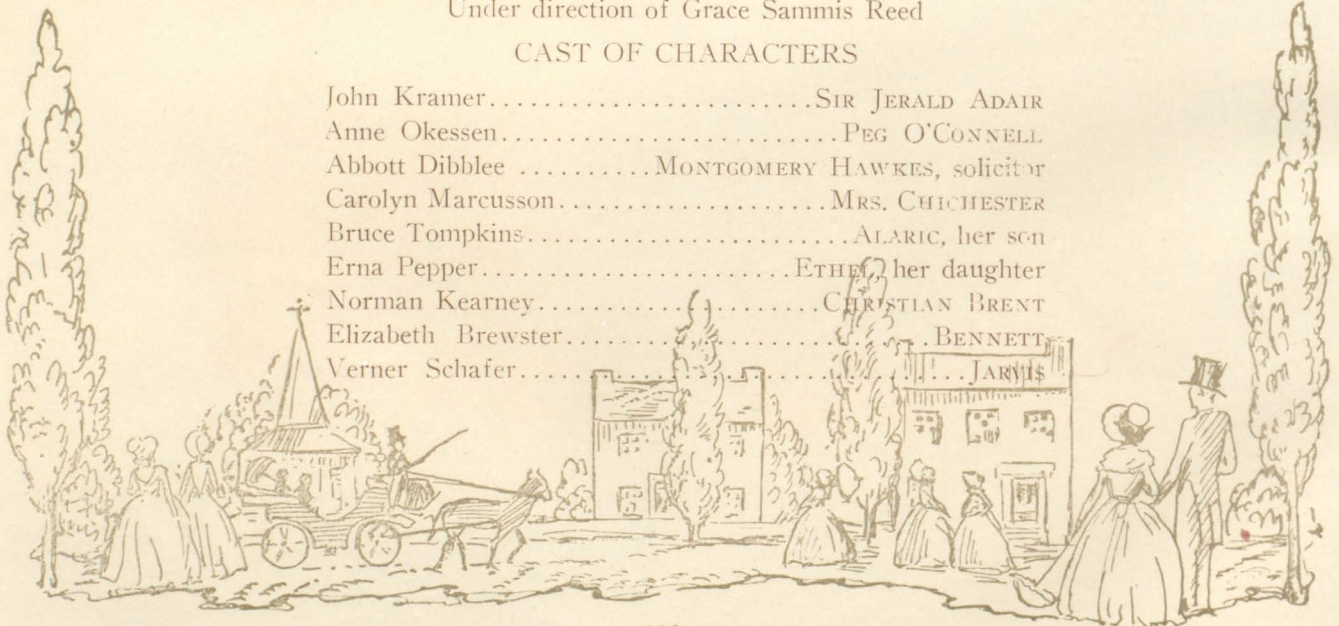 Under direction of Grace Sammis Reed
CAST OF CHARACTERS
John Kramer........................SIR JERALD ADAIR
Anne Okessen.........................PEG O'CONNELL
Abbott Dibblee ..........MONTGOMERY HAWKES, solicitor
Carolyn Marcusson....................MRS. CHICHESTER
Bruce Tompkins........................ALARIC, her son
Erna Pepper.......................ETHEL, her daughter
Norman Kearney.....................CHRISTIAN BRENT
Elizabeth Brewster...........................BENNETT
Verner Schafer...............................JARVIS